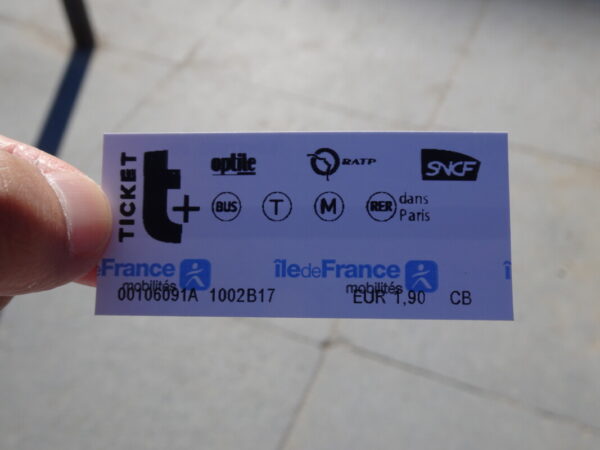 TICKET t+
optile RATP SNCF
BUS T M RER dans Paris
îledeFrance mobilités îledeFrance mobilités î
00106091A 1002B17 EUR 1,90 CB